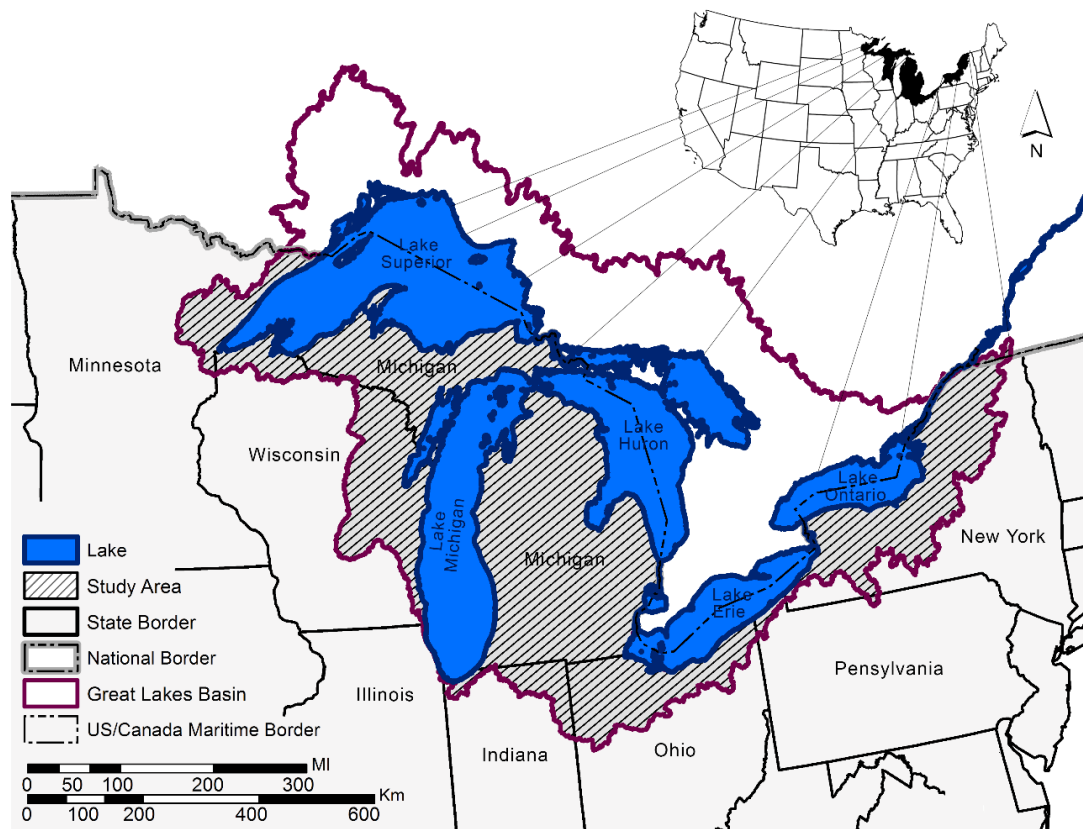 N
Lake
Superior
Minnesota
Michigan
Wisconsin
Lake
Huron
Lake
Ontario
Lake
Michigan
Michigan
New York
Lake
Erie
Pensylvania
Illinois
Indiana
Ohio
Lake
Study Area
State Border
National Border
Great Lakes Basin
US/Canada Maritime Border
MI
0 50 100 200 300
Km
0 100 200 400 600